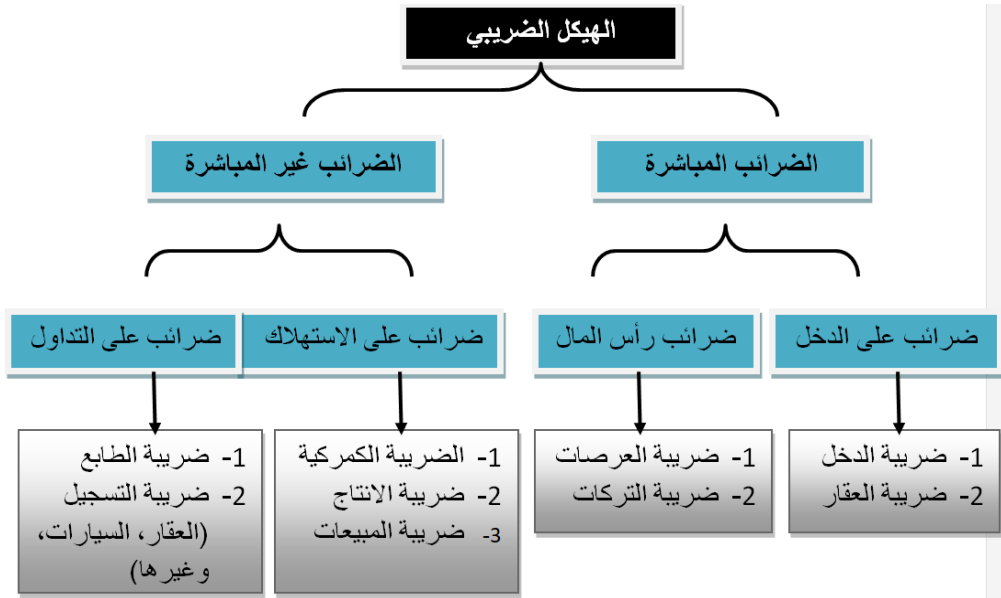 الهيكل الضريبي
الضرائب المباشرة
الضرائب غير المباشرة
ضرائب على الدخل
ضرائب رأس المال
ضرائب على الاستهلاك
ضرائب على التداول
1- ضريبة الدخل
2- ضريبة العقار
1- ضريبة العرصات
2- ضريبة التركات
1- الضريبة الكمركية
2- ضريبة الانتاج
3- ضريبة المبيعات
1- ضريبة الطابع
2- ضريبة التسجيل
(العقار، السيارات،
وغيرها)